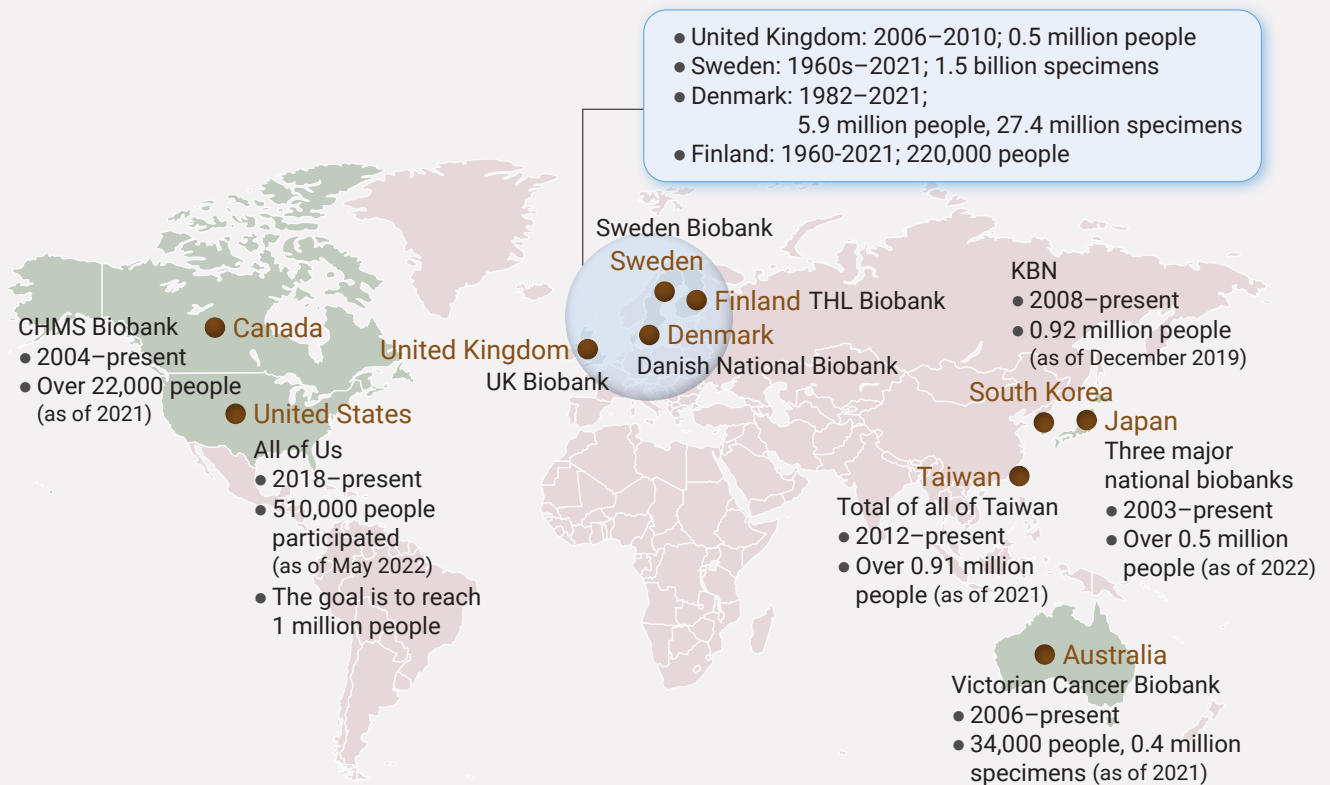 ● United Kingdom: 2006–2010; 0.5 million people
● Sweden: 1960s–2021; 1.5 billion specimens
● Denmark: 1982–2021;
5.9 million people, 27.4 million specimens
● Finland: 1960-2021; 220,000 people
Sweden Biobank
Sweden
Finland THL Biobank
Denmark
Danish National Biobank
United Kingdom
UK Biobank
CHMS Biobank
● 2004–present
● Over 22,000 people
(as of 2021)
Canada
United States
All of Us
● 2018–present
● 510,000 people
participated
(as of May 2022)
● The goal is to reach
1 million people
KBN
● 2008–present
● 0.92 million people
(as of December 2019)
South Korea
Japan
Three major
national biobanks
● 2003–present
● Over 0.5 million
people (as of 2022)
Taiwan
Total of all of Taiwan
● 2012–present
● Over 0.91 million
people (as of 2021)
Australia
Victorian Cancer Biobank
● 2006–present
● 34,000 people, 0.4 million
specimens (as of 2021)